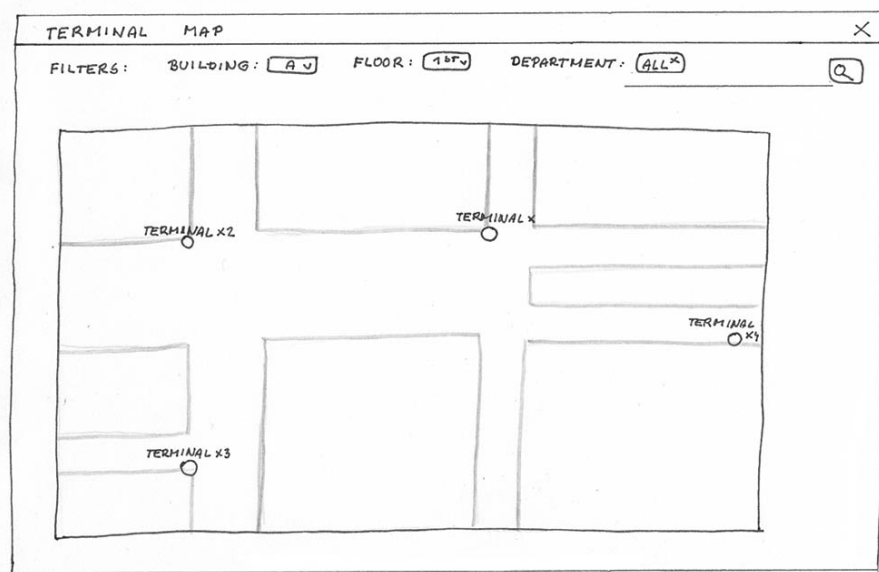 TERMINAL MAP X
FILTERS: BUILDING: A v FLOOR: 1ST v DEPARTMENT: ALL x
TERMINAL X2
TERMINAL X
TERMINAL
X4
TERMINAL X3